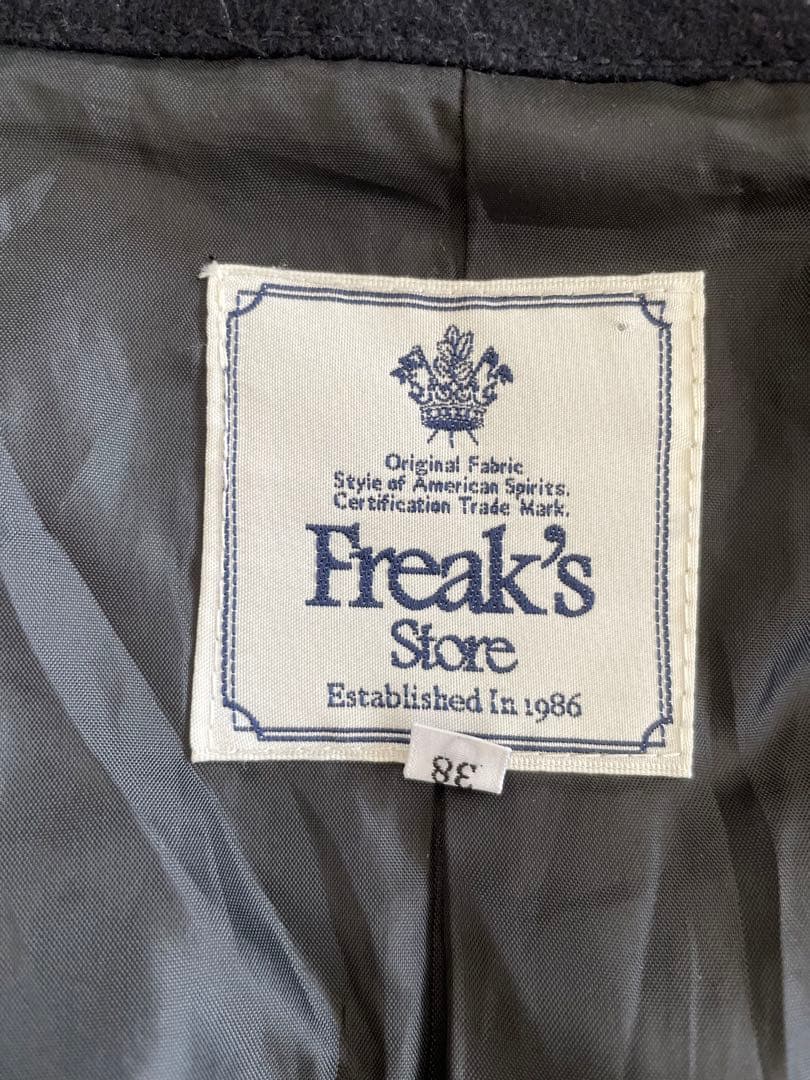 Original Fabric
Style of American Spirits.
Certification Trade Mark.
Freak's
Store
Established In 1986
38